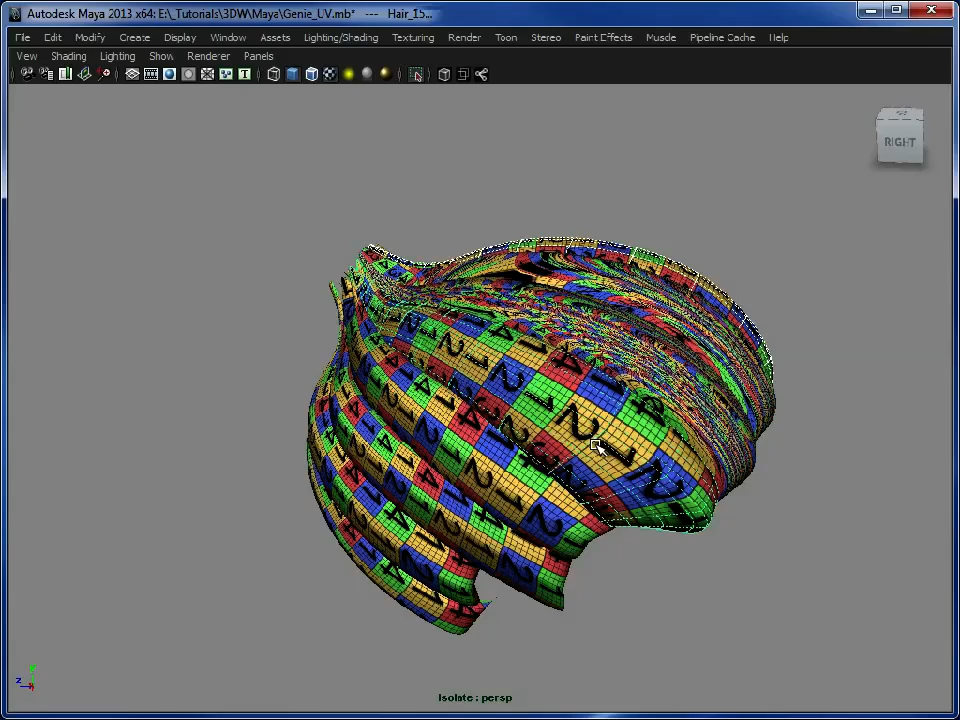 Autodesk Maya 2013 x64: E:\_Tutorials\3DW\Maya\Genie_UV.mb* --- Hair_15...
File Edit Modify Create Display Window Assets Lighting/Shading Texturing Render Toon Stereo Paint Effects Muscle Pipeline Cache Help
View Shading Lighting Show Renderer Panels
RIGHT
Isolate : persp